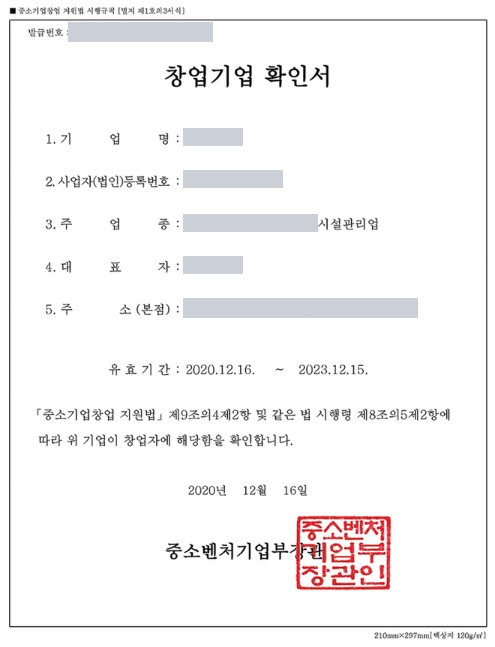 ■ 중소기업창업 지원법 시행규칙 [별지 제1호의3서식]
발급번호 :
창업기업 확인서
1. 기 업 명 :
2. 사업자(법인)등록번호 :
3. 주 업 종 : 시설관리업
4. 대 표 자 :
5. 주 소 (본점) :
유 효 기 간 : 2020.12.16. ~ 2023.12.15.
「중소기업창업 지원법」 제9조의4제2항 및 같은 법 시행령 제8조의5제2항에
따라 위 기업이 창업자에 해당함을 확인합니다.
2020년 12월 16일
중소벤처기업부장관
중소벤처
기업부
장관인
210mm×297mm[백상지 120g/㎡]